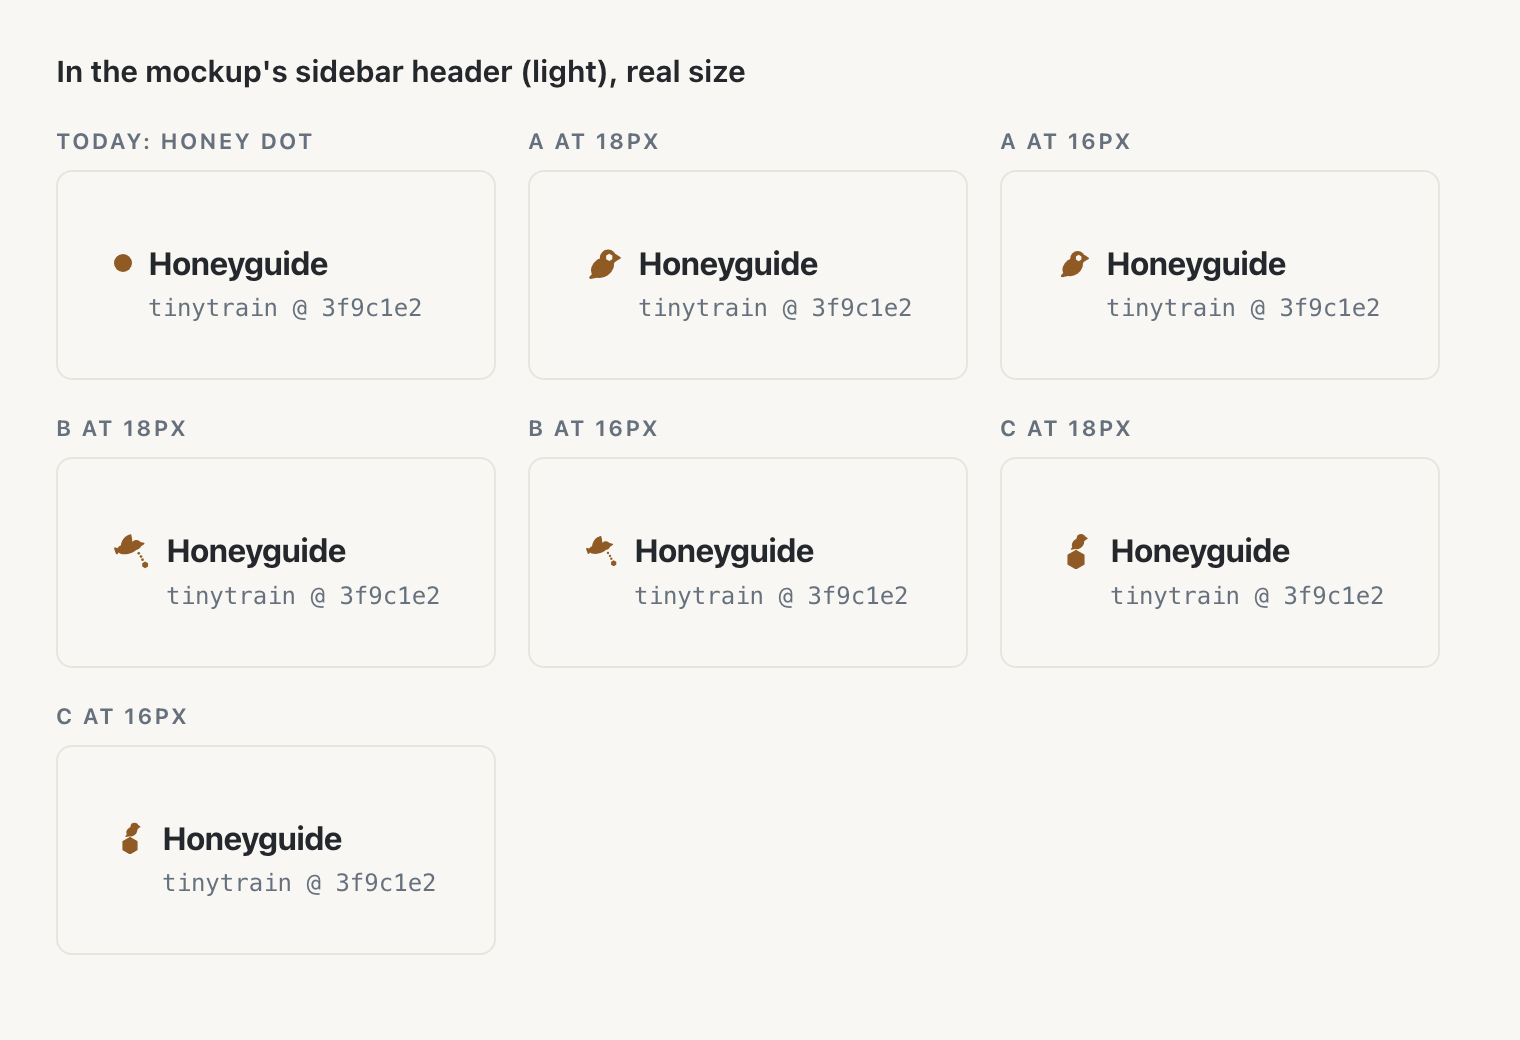 In the mockup's sidebar header (light), real size
TODAY: HONEY DOT
Honeyguide
tinytrain @ 3f9c1e2
A AT 18PX
Honeyguide
tinytrain @ 3f9c1e2
A AT 16PX
Honeyguide
tinytrain @ 3f9c1e2
B AT 18PX
Honeyguide
tinytrain @ 3f9c1e2
B AT 16PX
Honeyguide
tinytrain @ 3f9c1e2
C AT 18PX
Honeyguide
tinytrain @ 3f9c1e2
C AT 16PX
Honeyguide
tinytrain @ 3f9c1e2